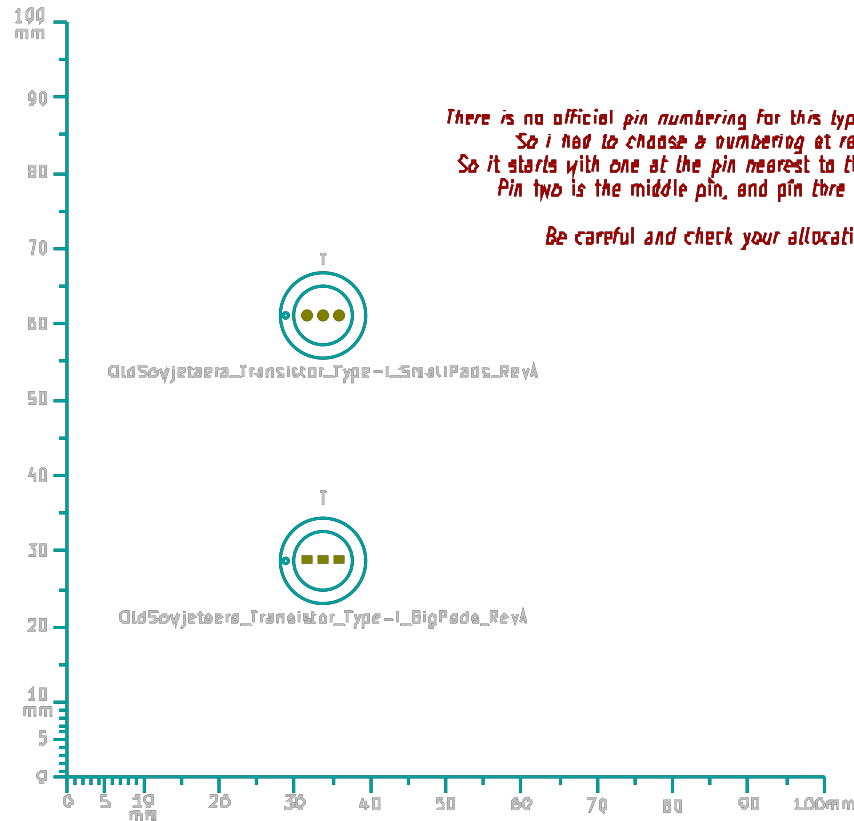 100
mm
90
80
70
60
50
40
30
20
10
mm
5
0
There is no official pin numbering for this typ
So i had to choose a numbering at ra
So it starts with one at the pin nearest to th
Pin two is the middle pin, and pin thre
Be careful and check your allocati
T
OldSovjetaera_Transistor_Type-I_SmallPads_RevA
T
OldSovjetaera_Transistor_Type-I_BigPads_RevA
0 5 10 20 30 40 50 60 70 80 90 100mm
mm